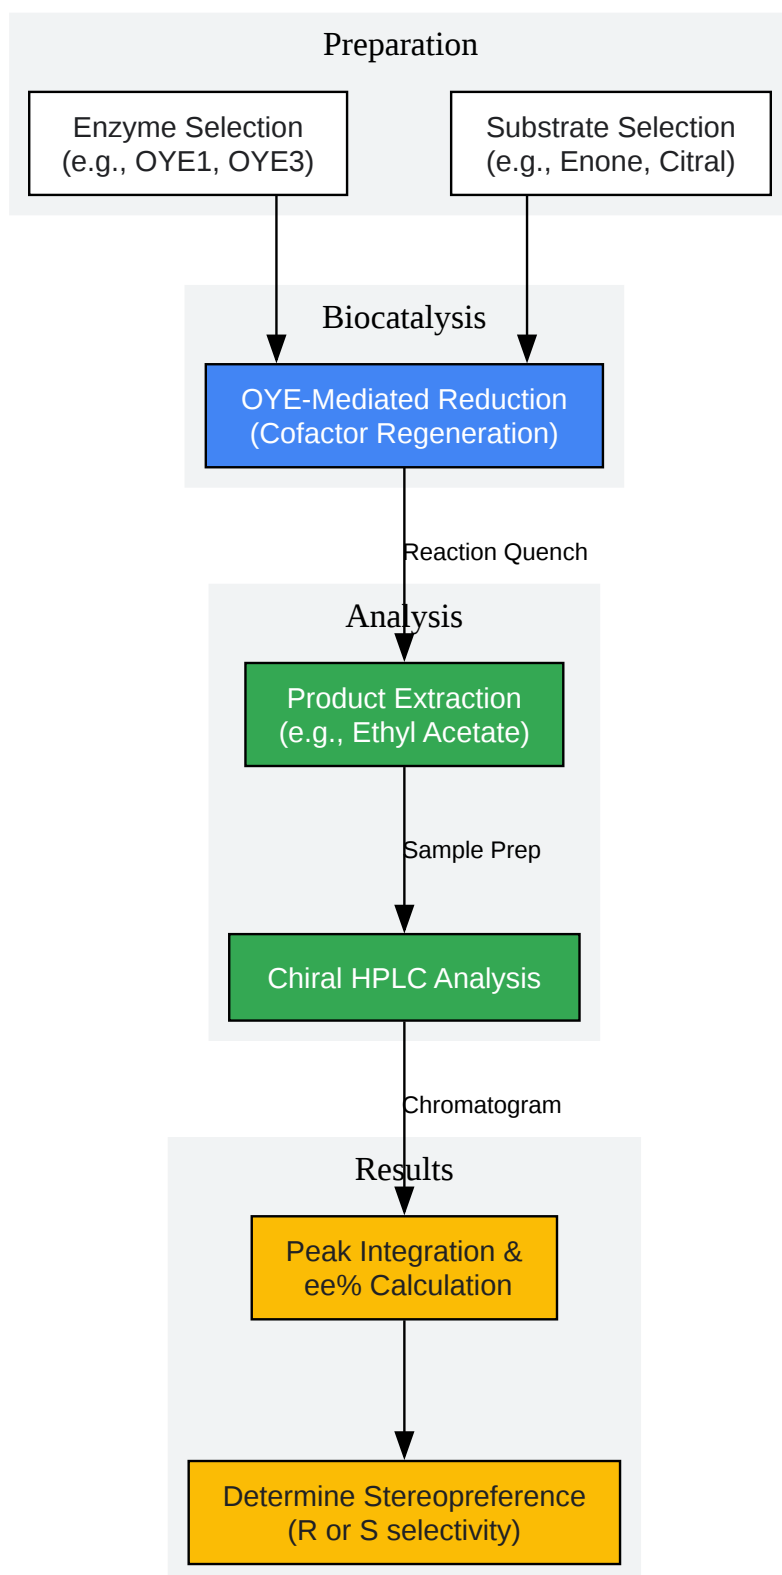 Preparation
Enzyme Selection
(e.g., OYE1, OYE3)
Substrate Selection
(e.g., Enone, Citral)
Biocatalysis
OYE-Mediated Reduction
(Cofactor Regeneration)
Reaction Quench
Analysis
Product Extraction
(e.g., Ethyl Acetate)
Sample Prep
Chiral HPLC Analysis
Chromatogram
Results
Peak Integration &
ee% Calculation
Determine Stereopreference
(R or S selectivity)